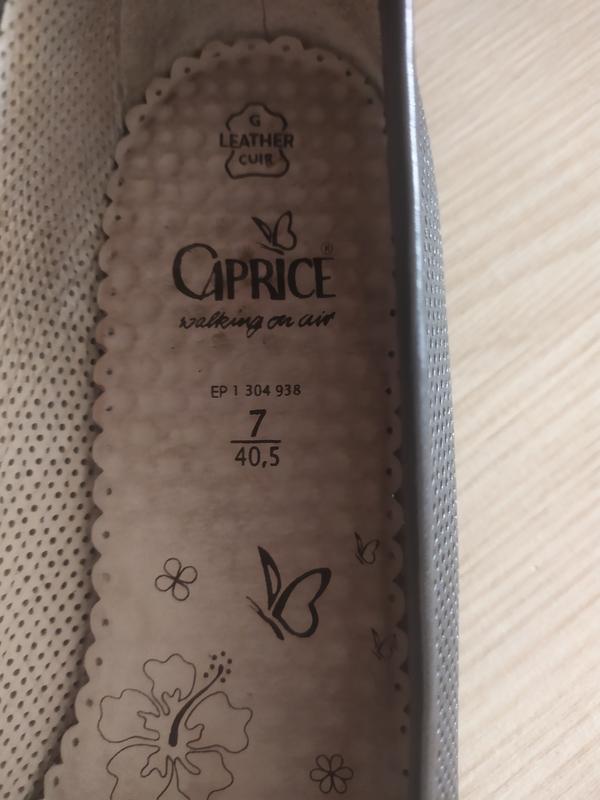 G
LEATHER
CUIR
CAPRICE®
walking on air
EP 1 304 938
7
40,5